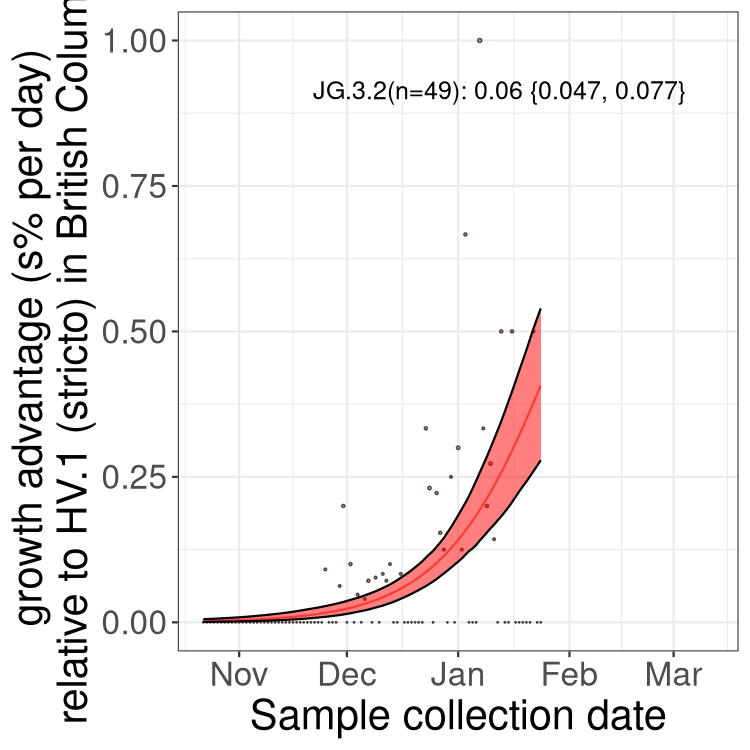 growth advantage (s% per day)
relative to HV.1 (stricto) in British Colum
1.00
0.75
0.50
0.25
0.00
JG.3.2(n=49): 0.06 {0.047, 0.077}
Nov Dec Jan Feb Mar
Sample collection date